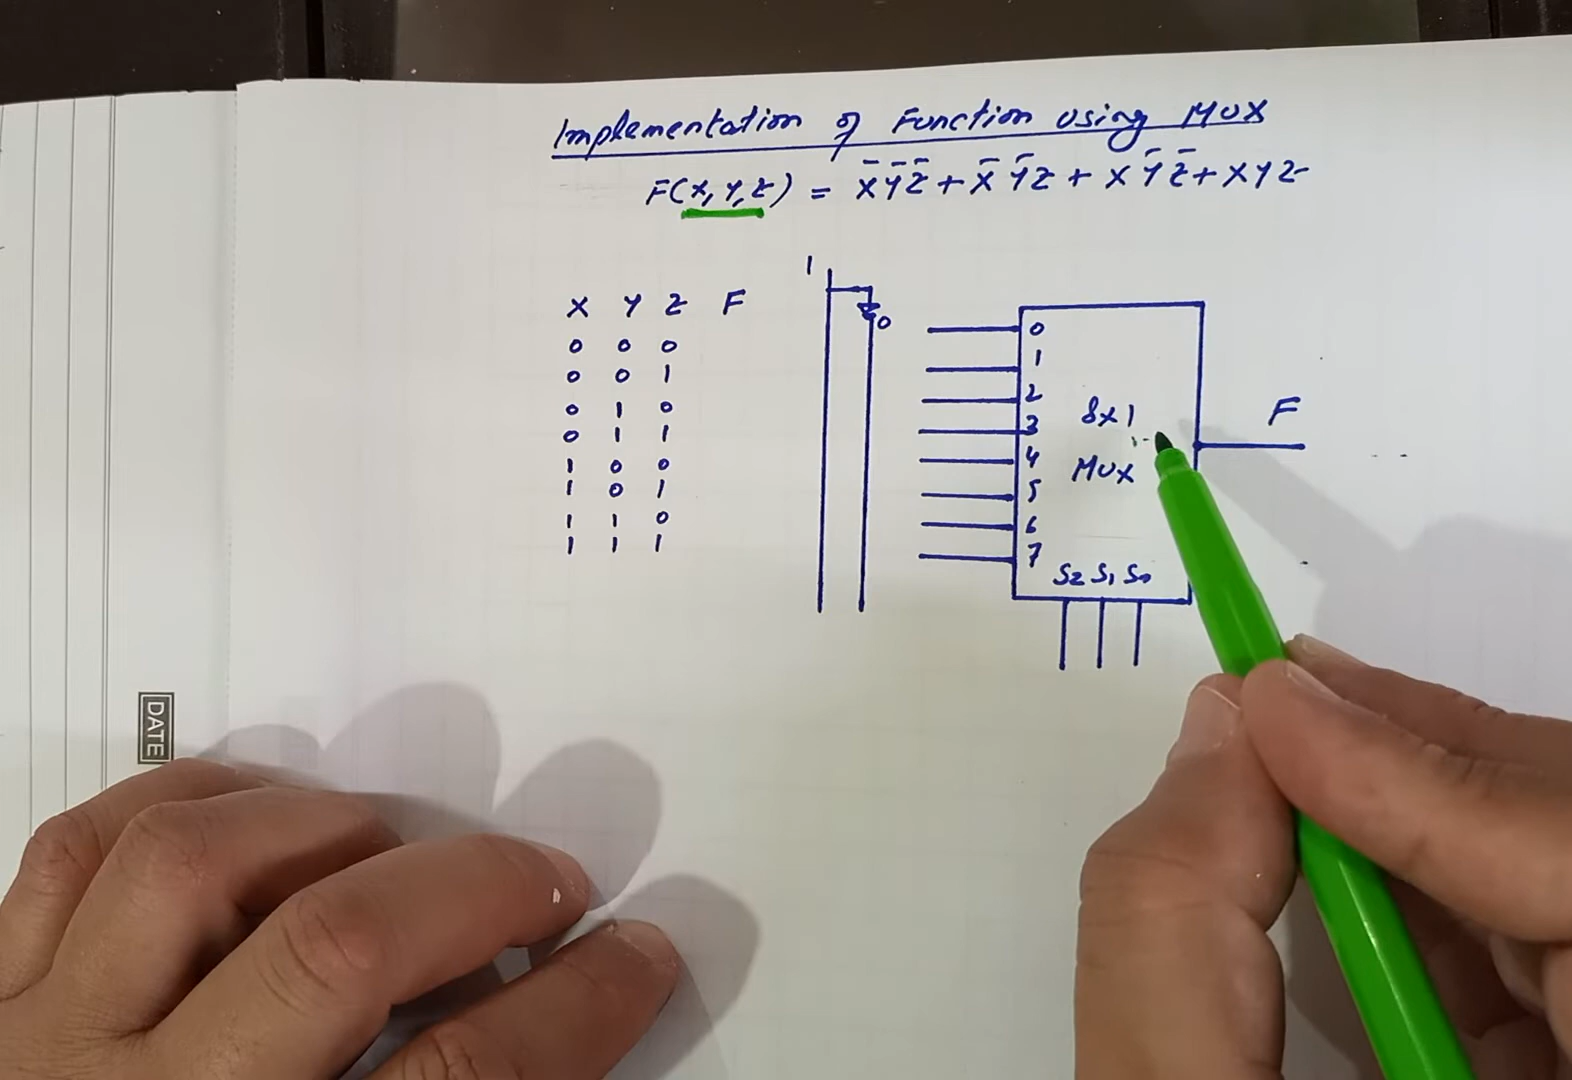 Implementation of Function using MUX
F(X,Y,Z) = X̄ȲZ̄ + X̄ȲZ + XȲZ̄ + XYZ
X Y Z F
0 0 0
0 0 1
0 1 0
0 1 1
1 0 0
1 0 1
1 1 0
1 1 1
1
0
0
1
2
3
4
5
6
7
8x1
MUX
S2 S1 S0
F
DATE